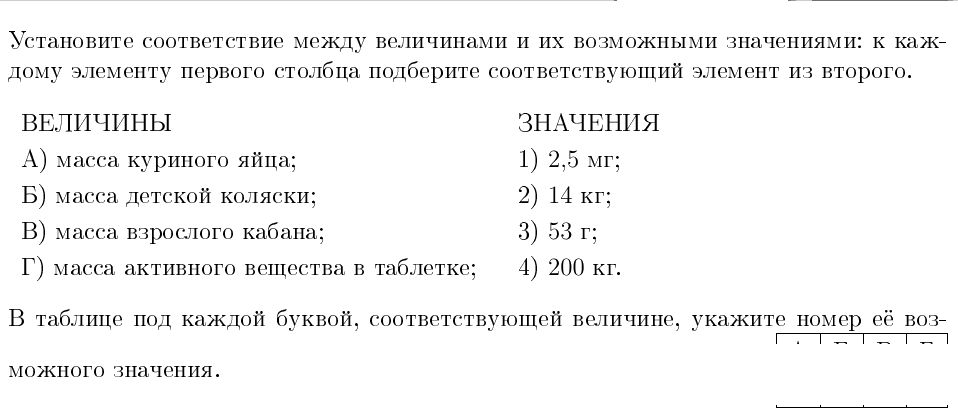 Установите соответствие между величинами и их возможными значениями: к каж-
дому элементу первого столбца подберите соответствующий элемент из второго.
ВЕЛИЧИНЫ ЗНАЧЕНИЯ
А) масса куриного яйца; 1) 2,5 мг;
Б) масса детской коляски; 2) 14 кг;
В) масса взрослого кабана; 3) 53 г;
Г) масса активного вещества в таблетке; 4) 200 кг.
В таблице под каждой буквой, соответствующей величине, укажите номер её воз-
можного значения.